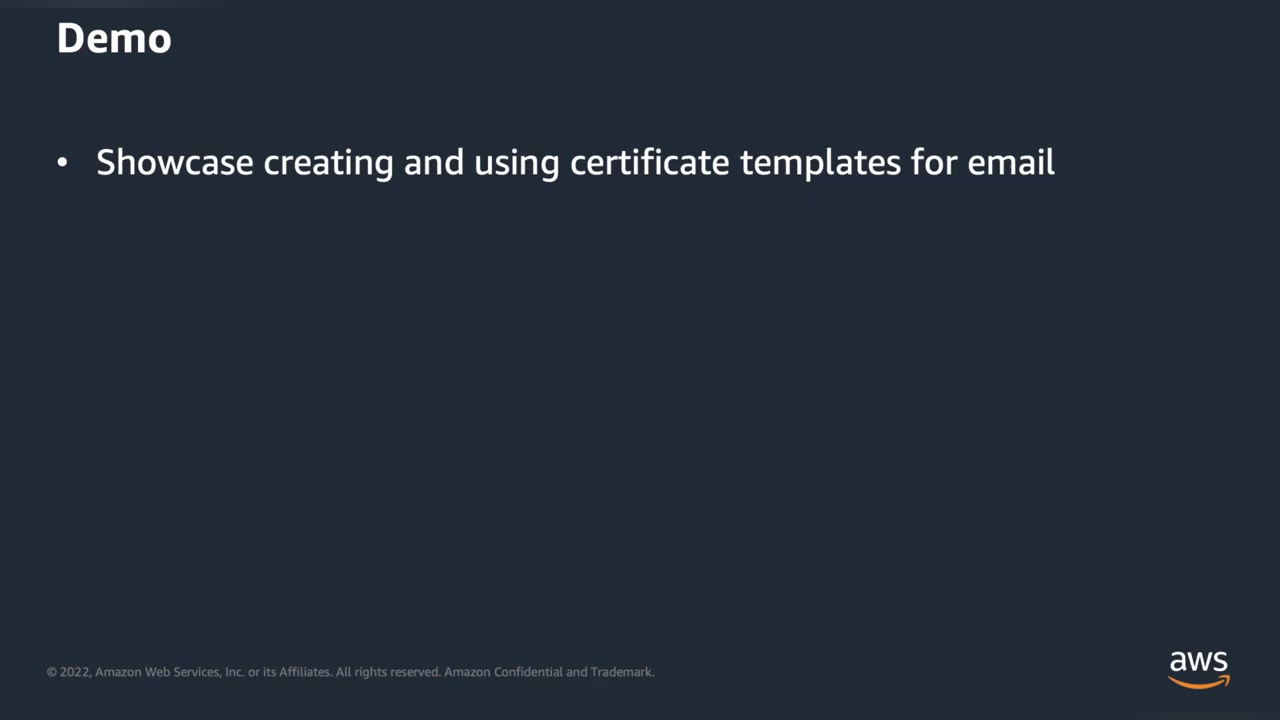 Demo
• Showcase creating and using certificate templates for email
© 2022, Amazon Web Services, Inc. or its Affiliates. All rights reserved. Amazon Confidential and Trademark.
aws